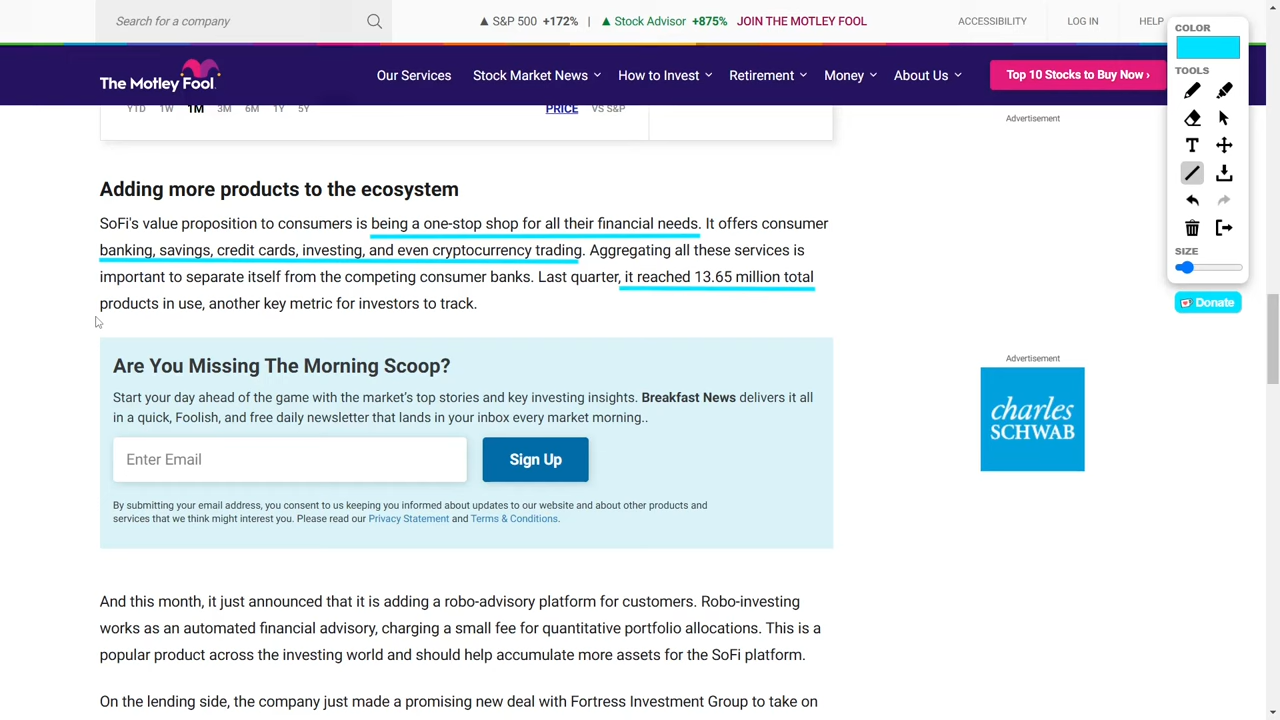 Search for a company
▲ S&P 500 +172% | ▲ Stock Advisor +875% JOIN THE MOTLEY FOOL
ACCESSIBILITY LOG IN HELP
The Motley Fool
Our Services Stock Market News How to Invest Retirement Money About Us Top 10 Stocks to Buy Now ›
YTD 1W 1M 3M 6M 1Y 5Y PRICE VS S&P
Adding more products to the ecosystem
SoFi's value proposition to consumers is being a one-stop shop for all their financial needs. It offers consumer
banking, savings, credit cards, investing, and even cryptocurrency trading. Aggregating all these services is
important to separate itself from the competing consumer banks. Last quarter, it reached 13.65 million total
products in use, another key metric for investors to track.
Are You Missing The Morning Scoop?
Start your day ahead of the game with the market's top stories and key investing insights. Breakfast News delivers it all
in a quick, Foolish, and free daily newsletter that lands in your inbox every market morning..
Enter Email
Sign Up
By submitting your email address, you consent to us keeping you informed about updates to our website and about other products and
services that we think might interest you. Please read our Privacy Statement and Terms & Conditions.
And this month, it just announced that it is adding a robo-advisory platform for customers. Robo-investing
works as an automated financial advisory, charging a small fee for quantitative portfolio allocations. This is a
popular product across the investing world and should help accumulate more assets for the SoFi platform.
On the lending side, the company just made a promising new deal with Fortress Investment Group to take on
Advertisement
Advertisement
charles
SCHWAB
COLOR
TOOLS
T
SIZE
Donate